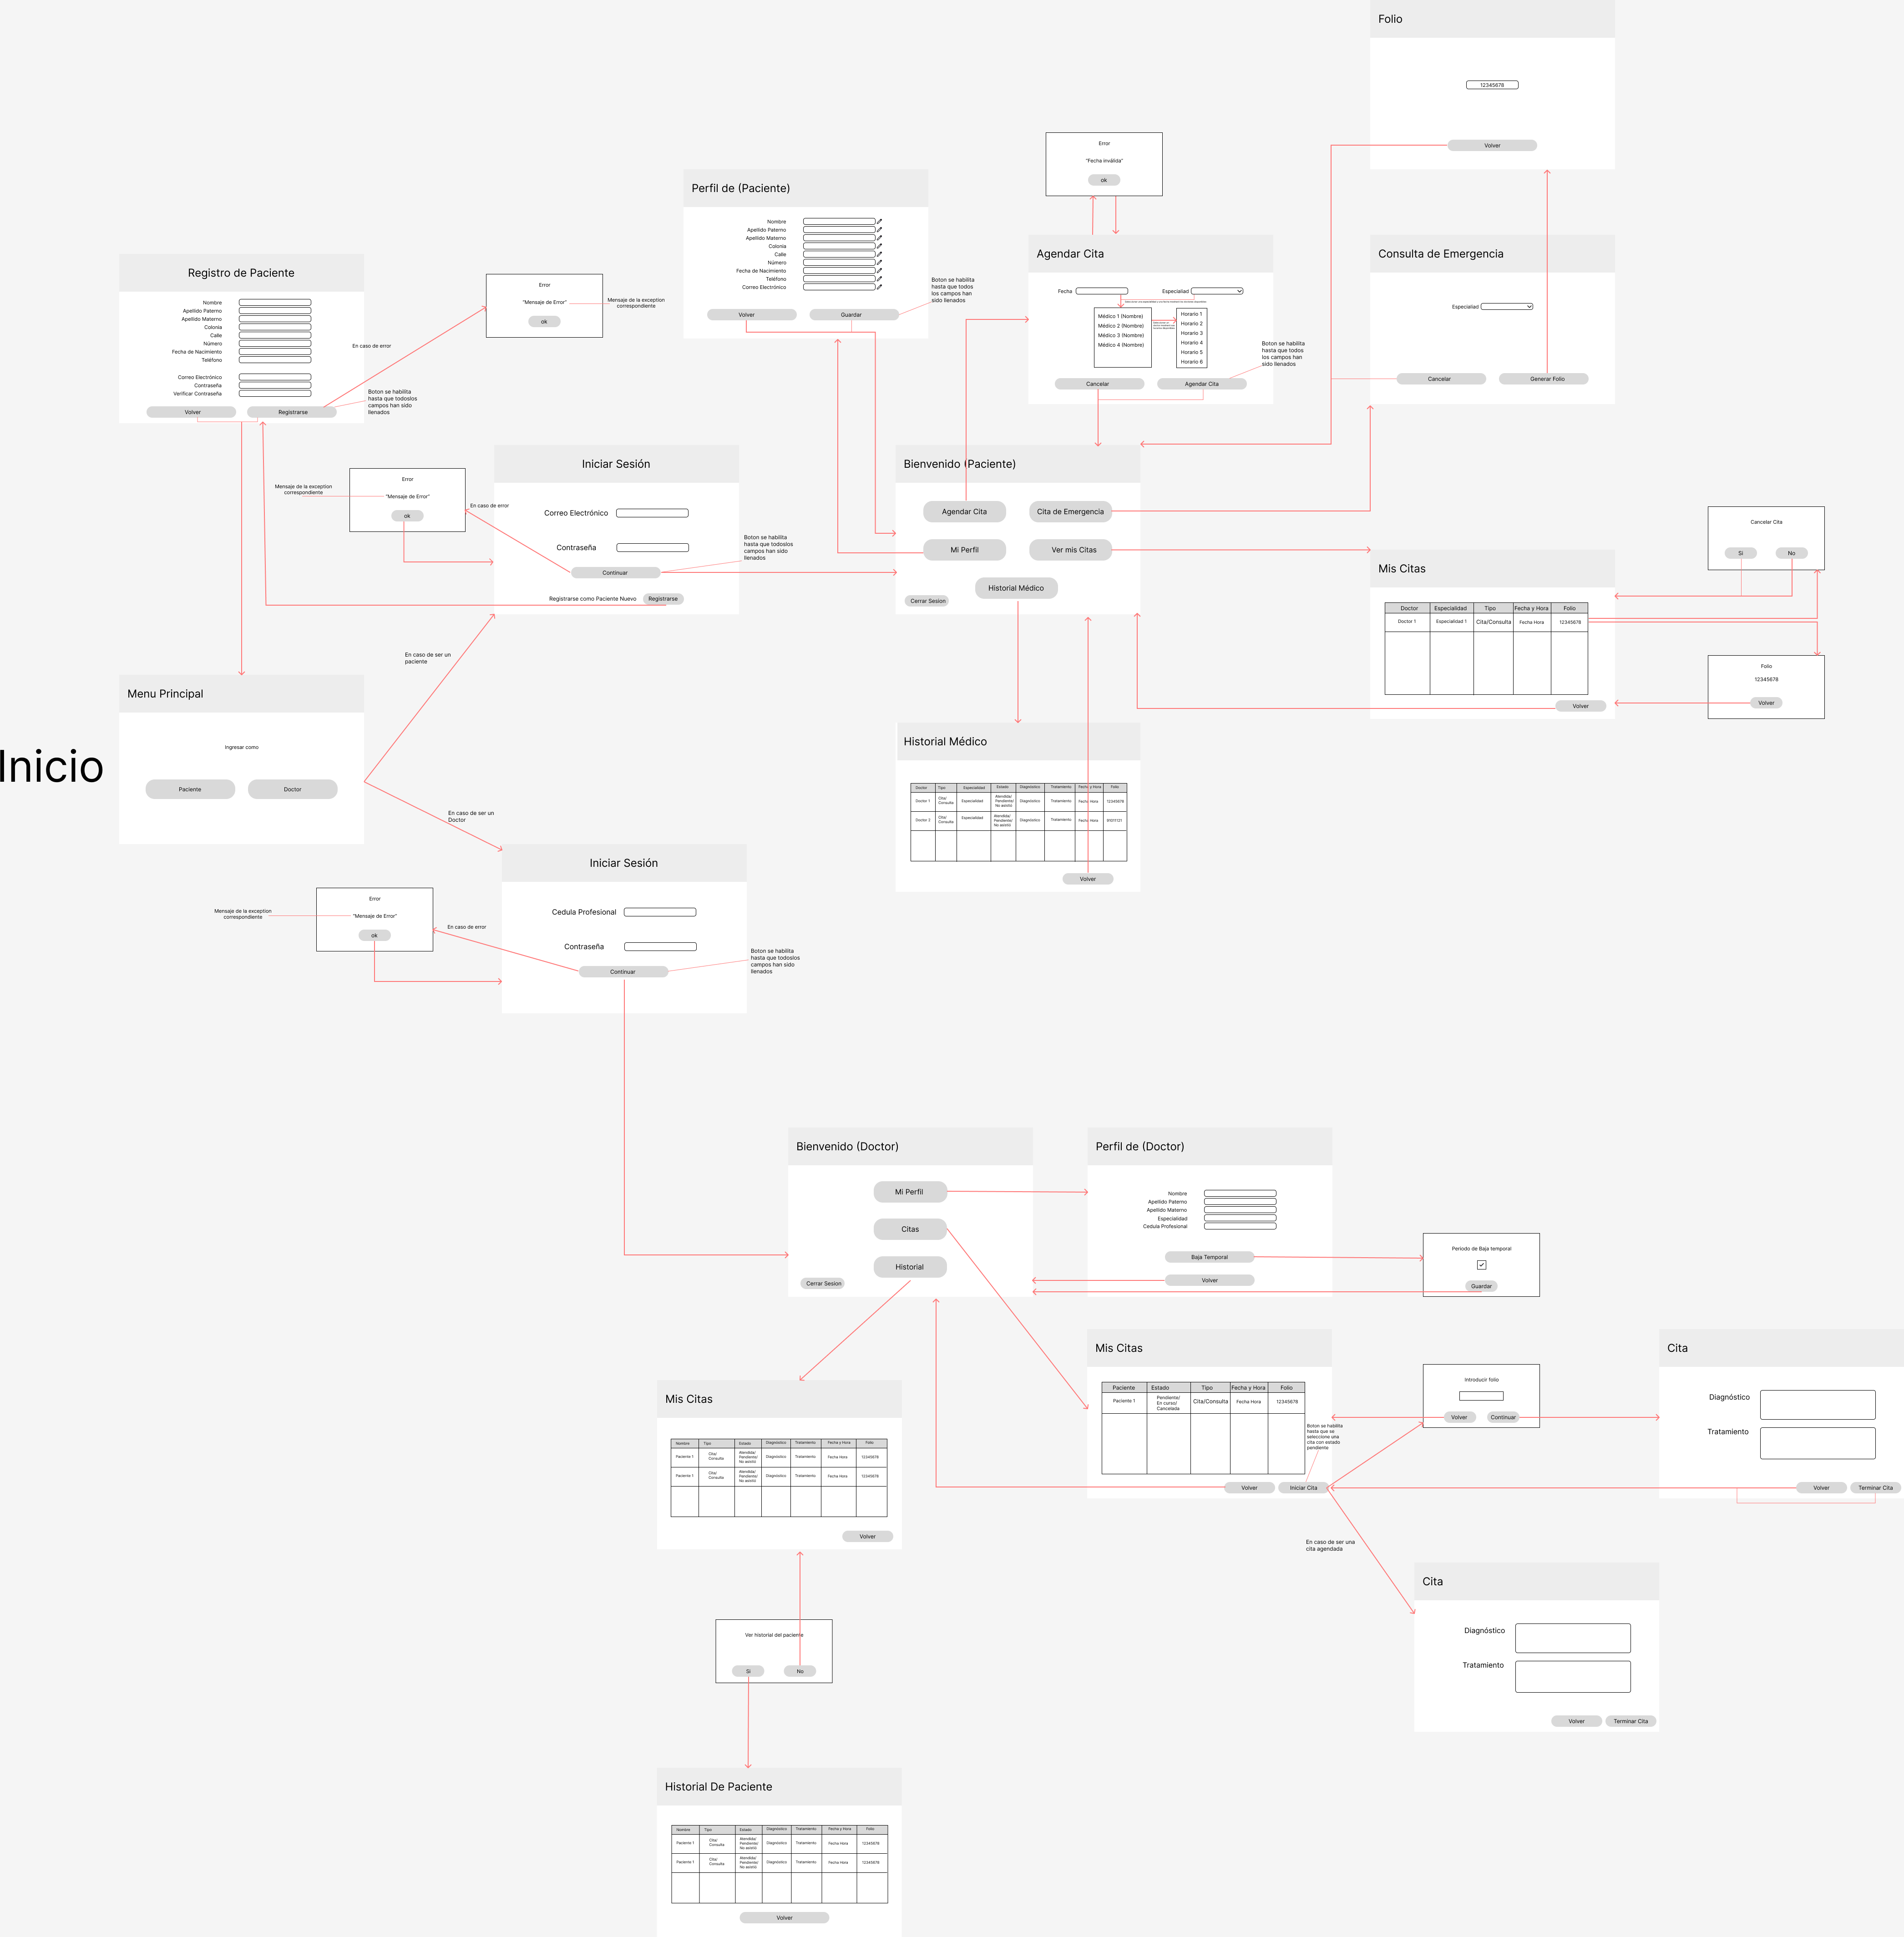 Folio
12345678
Volver
Error
"Fecha inválida"
ok
Perfil de (Paciente)
Nombre
Apellido Paterno
Apellido Materno
Colonia
Calle
Número
Fecha de Nacimiento
Teléfono
Correo Electrónico
Volver
Guardar
Boton se habilita
hasta que todos
los campos han
sido llenados
Agendar Cita
Fecha
Especialiad
Médico 1 (Nombre)
Médico 2 (Nombre)
Médico 3 (Nombre)
Médico 4 (Nombre)
Horario 1
Horario 2
Horario 3
Horario 4
Horario 5
Horario 6
Cancelar
Agendar Cita
Boton se habilita
hasta que todos
los campos han
sido llenados
Consulta de Emergencia
Especialiad
Cancelar
Generar Folio
Registro de Paciente
Nombre
Apellido Paterno
Apellido Materno
Colonia
Calle
Número
Fecha de Nacimiento
Teléfono
Correo Electrónico
Contraseña
Verificar Contraseña
Volver
Registrarse
Boton se habilita
hasta que todoslos
campos han sido
llenados
En caso de error
Error
"Mensaje de Error"
ok
Mensaje de la exception
correspondiente
Iniciar Sesión
Correo Electrónico
Contraseña
Continuar
Registrarse como Paciente Nuevo
Registrarse
Boton se habilita
hasta que todoslos
campos han sido
llenados
En caso de error
Error
"Mensaje de Error"
ok
Mensaje de la exception
correspondiente
Bienvenido (Paciente)
Agendar Cita
Cita de Emergencia
Mi Perfil
Ver mis Citas
Historial Médico
Cerrar Sesion
Mis Citas
Doctor Especialidad Tipo Fecha y Hora Folio
Doctor 1 Especialidad 1 Cita/Consulta Fecha Hora 12345678
Volver
Cancelar Cita
Si
No
Folio
12345678
Volver
Inicio
Menu Principal
Ingresar como
Paciente
Doctor
En caso de ser un
paciente
En caso de ser un
Doctor
Historial Médico
Doctor Tipo Especialidad Estado Diagnóstico Tratamiento Fecha y Hora Folio
Doctor 1 Cita/ Consulta Especialidad Atendida/ Pendiente/ No asistió Diagnóstico Tratamiento Fecha Hora 12345678
Doctor 2 Cita/ Consulta Especialidad Atendida/ Pendiente/ No asistió Diagnóstico Tratamiento Fecha Hora
Volver
Iniciar Sesión
Cedula Profesional
Contraseña
Continuar
Boton se habilita
hasta que todoslos
campos han sido
llenados
En caso de error
Error
"Mensaje de Error"
ok
Mensaje de la exception
correspondiente
Bienvenido (Doctor)
Mi Perfil
Citas
Historial
Cerrar Sesion
Perfil de (Doctor)
Nombre
Apellido Paterno
Apellido Materno
Especialidad
Cedula Profesional
Baja Temporal
Volver
Periodo de Baja temporal
Guardar
Mis Citas
Paciente Estado Tipo Fecha y Hora Folio
Paciente 1 Pendiente/ En curso/ Cancelada Cita/Consulta Fecha Hora 12345678
Boton se habilita
hasta que se
seleccione una
cita con estado
pendiente
Volver
Iniciar Cita
Introducir folio
Volver
Continuar
Cita
Diagnóstico
Tratamiento
Volver
Terminar Cita
En caso de ser una
cita agendada
Cita
Diagnóstico
Tratamiento
Volver
Terminar Cita
Mis Citas
Nombre Tipo Estado Diagnóstico Tratamiento Fecha y Hora Folio
Paciente 1 Cita/ Consulta Atendida/ Pendiente/ No asistió Diagnóstico Tratamiento Fecha Hora 12345678
Paciente 1 Cita/ Consulta Atendida/ Pendiente/ No asistió Diagnóstico Tratamiento Fecha Hora 12345678
Volver
Ver historial del paciente
Si
No
Historial De Paciente
Nombre Tipo Estado Diagnóstico Tratamiento Fecha y Hora Folio
Paciente 1 Cita/ Consulta Atendida/ Pendiente/ No asistió Diagnóstico Tratamiento Fecha Hora 12345678
Paciente 1 Cita/ Consulta Atendida/ Pendiente/ No asistió Diagnóstico Tratamiento Fecha Hora 12345678
Volver